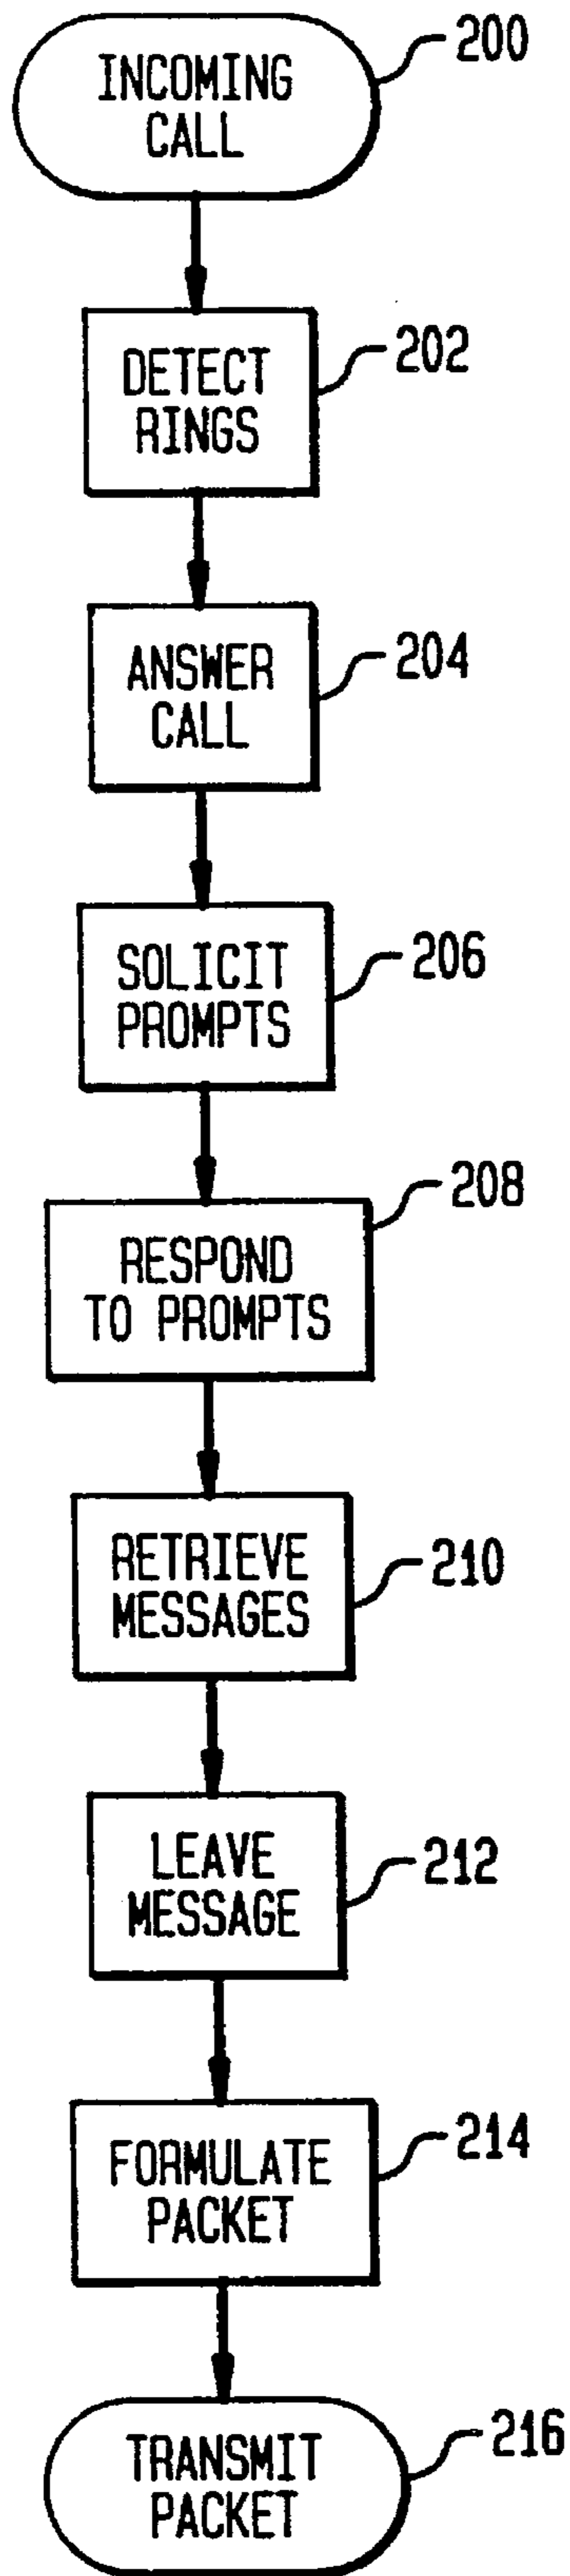 INCOMING
CALL
200
DETECT
RINGS
202
ANSWER
CALL
204
SOLICIT
PROMPTS
206
RESPOND
TO PROMPTS
208
RETRIEVE
MESSAGES
210
LEAVE
MESSAGE
212
FORMULATE
PACKET
214
TRANSMIT
PACKET
216